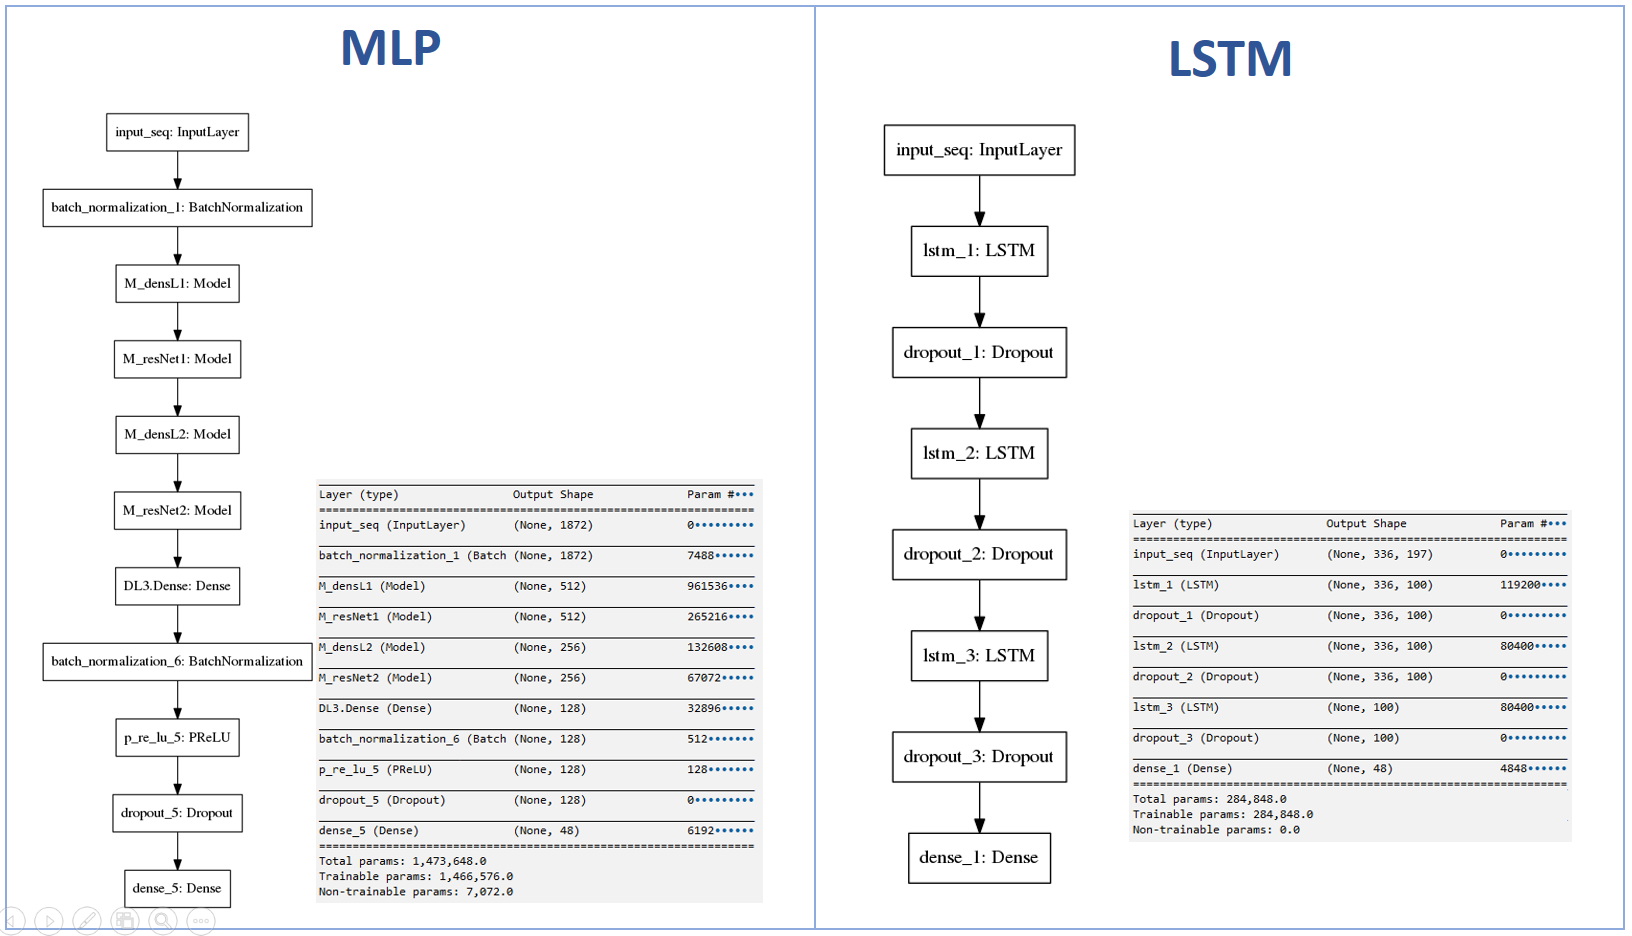 MLP
input_seq: InputLayer
batch_normalization_1: BatchNormalization
M_densL1: Model
M_resNet1: Model
M_densL2: Model
M_resNet2: Model
DL3.Dense: Dense
batch_normalization_6: BatchNormalization
p_re_lu_5: PReLU
dropout_5: Dropout
dense_5: Dense
Layer (type) Output Shape Param #•••
================================================================
input_seq (InputLayer) (None, 1872) 0•••••••••
batch_normalization_1 (Batch (None, 1872) 7488••••••
M_densL1 (Model) (None, 512) 961536••••
M_resNet1 (Model) (None, 512) 265216••••
M_densL2 (Model) (None, 256) 132608••••
M_resNet2 (Model) (None, 256) 67072•••••
DL3.Dense (Dense) (None, 128) 32896•••••
batch_normalization_6 (Batch (None, 128) 512•••••••
p_re_lu_5 (PReLU) (None, 128) 128•••••••
dropout_5 (Dropout) (None, 128) 0•••••••••
dense_5 (Dense) (None, 48) 6192••••••
================================================================
Total params: 1,473,648.0
Trainable params: 1,466,576.0
Non-trainable params: 7,072.0
LSTM
input_seq: InputLayer
lstm_1: LSTM
dropout_1: Dropout
lstm_2: LSTM
dropout_2: Dropout
lstm_3: LSTM
dropout_3: Dropout
dense_1: Dense
Layer (type) Output Shape Param #•••
================================================================
input_seq (InputLayer) (None, 336, 197) 0•••••••••
lstm_1 (LSTM) (None, 336, 100) 119200••••
dropout_1 (Dropout) (None, 336, 100) 0•••••••••
lstm_2 (LSTM) (None, 336, 100) 80400•••••
dropout_2 (Dropout) (None, 336, 100) 0•••••••••
lstm_3 (LSTM) (None, 100) 80400•••••
dropout_3 (Dropout) (None, 100) 0•••••••••
dense_1 (Dense) (None, 48) 4848••••••
================================================================
Total params: 284,848.0
Trainable params: 284,848.0
Non-trainable params: 0.0